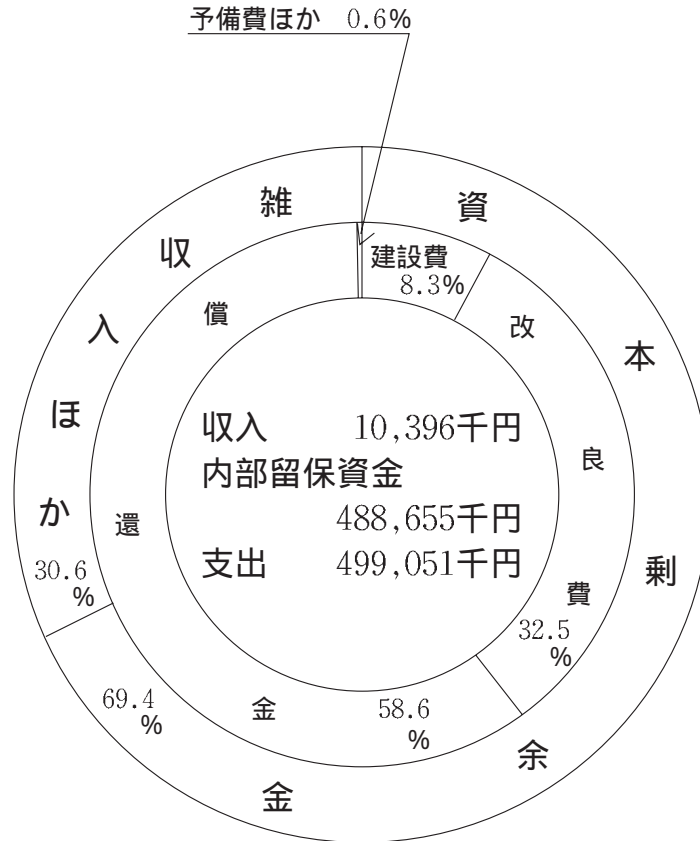 予備費ほか 0.6%
資本剰余金
69.4
%
雑収入ほか
30.6
%
建設費
8.3%
改良費
32.5
%
償還金
58.6
%
収入 10,396千円
内部留保資金
488,655千円
支出 499,051千円